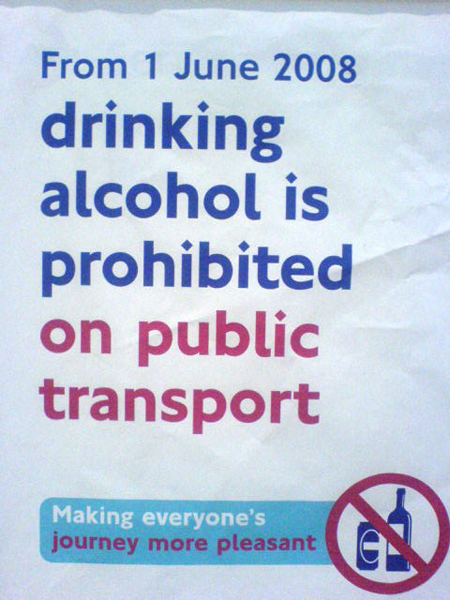 From 1 June 2008
drinking
alcohol is
prohibited
on public
transport
Making everyone's
journey more pleasant